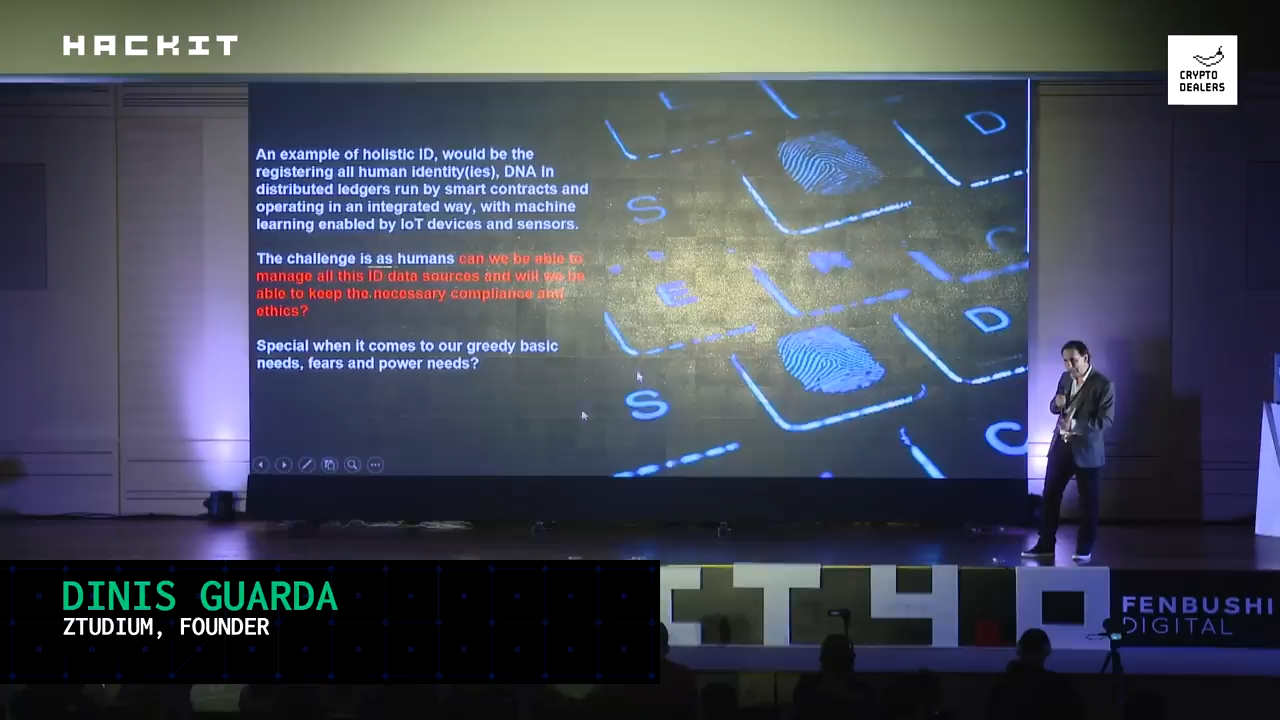 HACKIT
CRYPTO
DEALERS
An example of holistic ID, would be the
registering all human identity(ies), DNA In
distributed ledgers run by smart contracts and
operating in an integrated way, with machine
learning enabled by IoT devices and sensors.
The challenge is as humans can we be able to
manage all this ID data sources and will we be
able to keep the necessary compliance and
ethics?
Special when it comes to our greedy basic
needs, fears and power needs?
D
S
C
E
D
S
C
DINIS GUARDA
ZTUDIUM, FOUNDER
IT4.0
FENBUSHI
DIGITAL